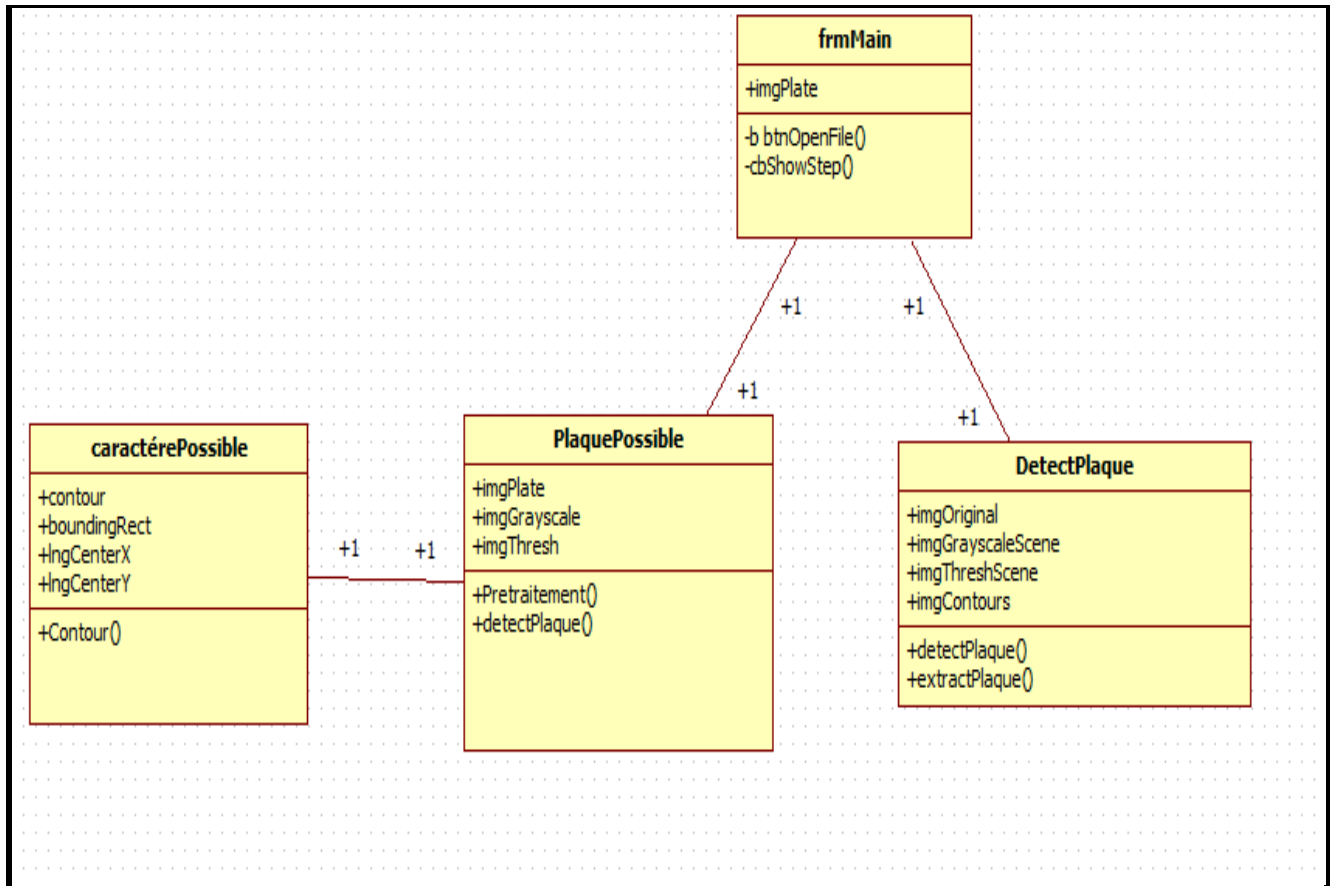 frmMain
+imgPlate
-b btnOpenFile()
-cbShowStep()
+1
+1
+1
+1
caractérePossible
+contour
+boundingRect
+lngCenterX
+lngCenterY
+Contour()
+1
+1
PlaquePossible
+imgPlate
+imgGrayscale
+imgThresh
+Pretraitement()
+detectPlaque()
DetectPlaque
+imgOriginal
+imgGrayscaleScene
+imgThreshScene
+imgContours
+detectPlaque()
+extractPlaque()